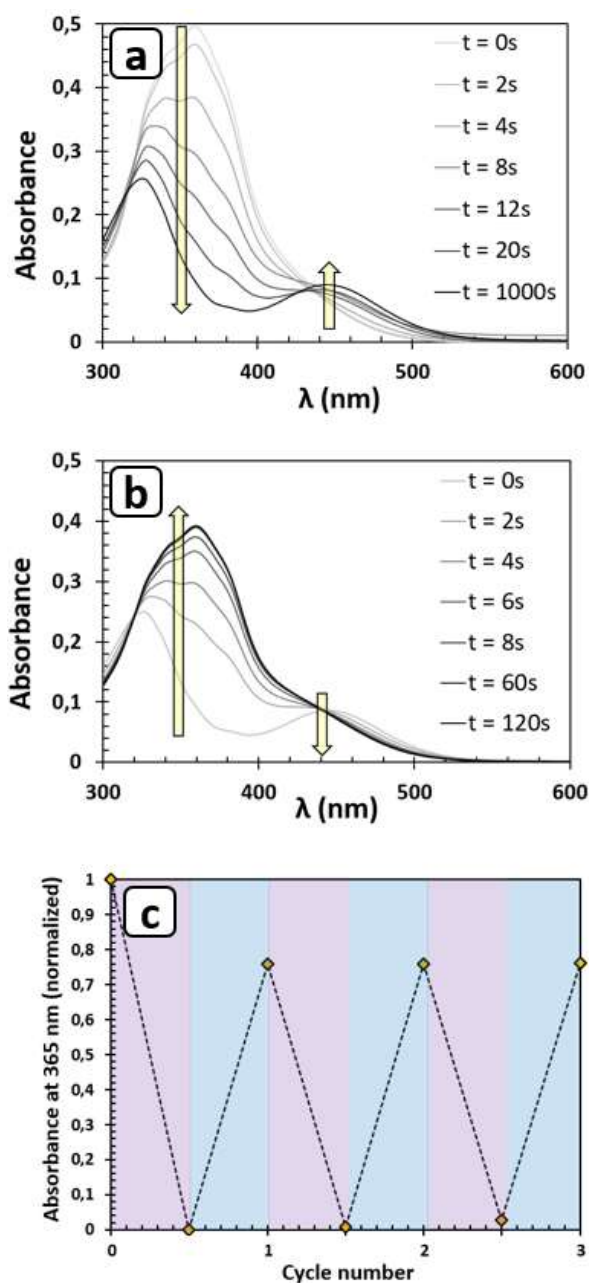 a
0,5
0,4
0,3
0,2
0,1
0
Absorbance
t = 0s
t = 2s
t = 4s
t = 8s
t = 12s
t = 20s
t = 1000s
300 400 500 600
λ (nm)
b
0,5
0,4
0,3
0,2
0,1
0
Absorbance
t = 0s
t = 2s
t = 4s
t = 6s
t = 8s
t = 60s
t = 120s
300 400 500 600
λ (nm)
c
1
0,9
0,8
0,7
0,6
0,5
0,4
0,3
0,2
0,1
0
Absorbance at 365 nm (normalized)
0 1 2 3
Cycle number